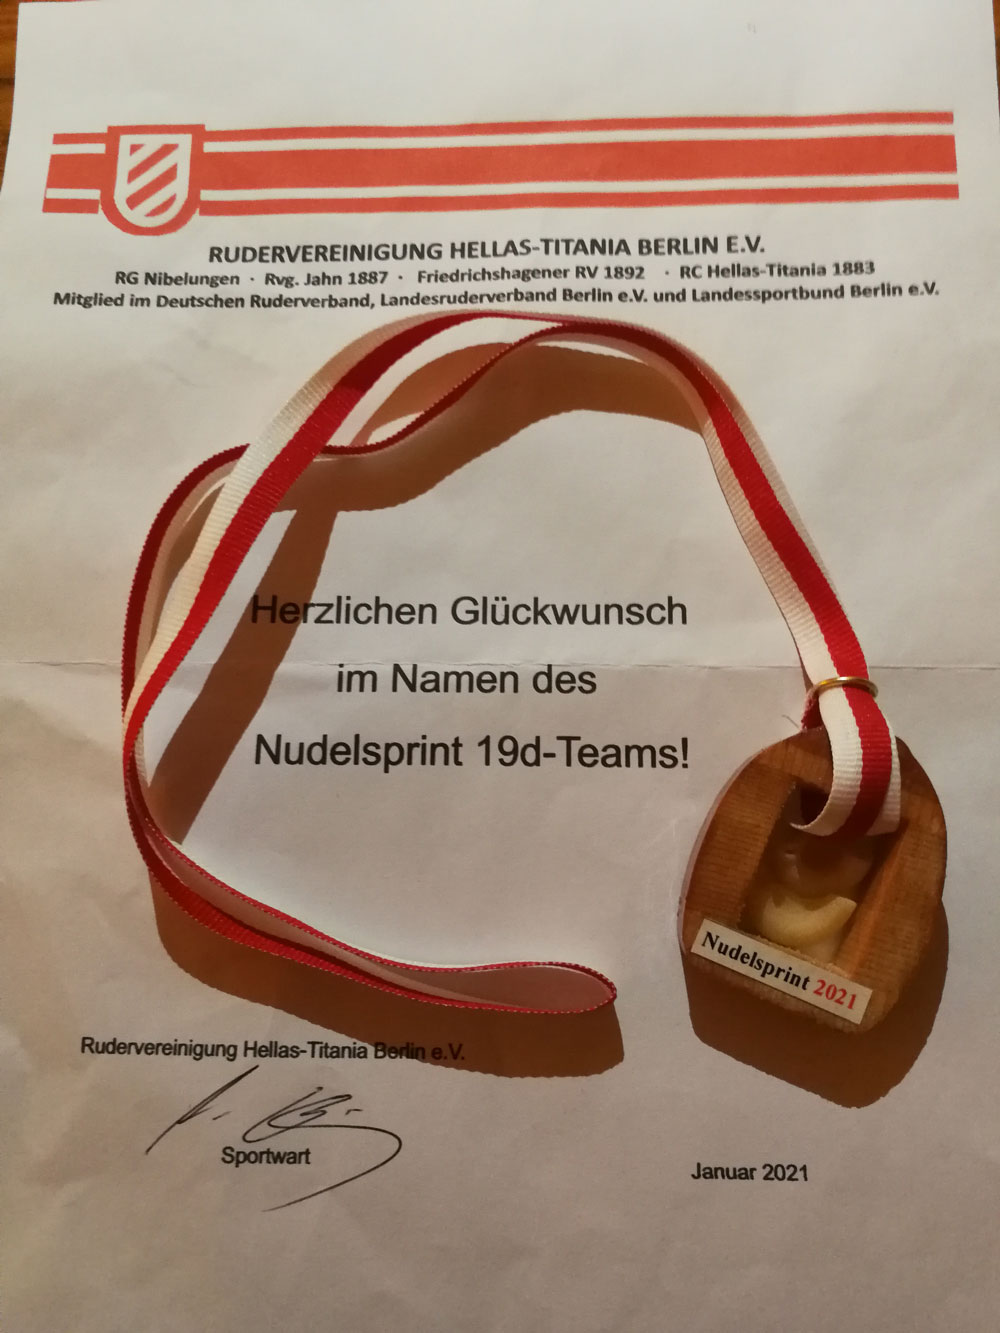 RUDERVEREINIGUNG HELLAS-TITANIA BERLIN E.V.
RG Nibelungen · Rvg. Jahn 1887 · Friedrichshagener RV 1892 · RC Hellas-Titania 1883
Mitglied im Deutschen Ruderverband, Landesruderverband Berlin e.V. und Landessportbund Berlin e.V.
Herzlichen Glückwunsch
im Namen des
Nudelsprint 19d-Teams!
Nudelsprint 2021
Rudervereinigung Hellas-Titania Berlin e.V.
Sportwart
Januar 2021